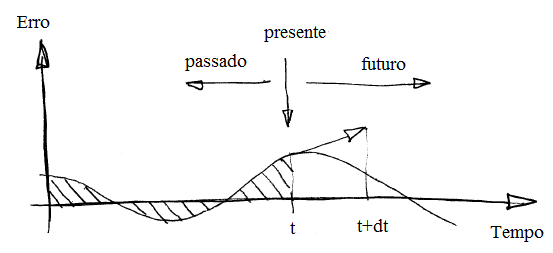 Erro
presente
passado
futuro
t
t+dt
Tempo